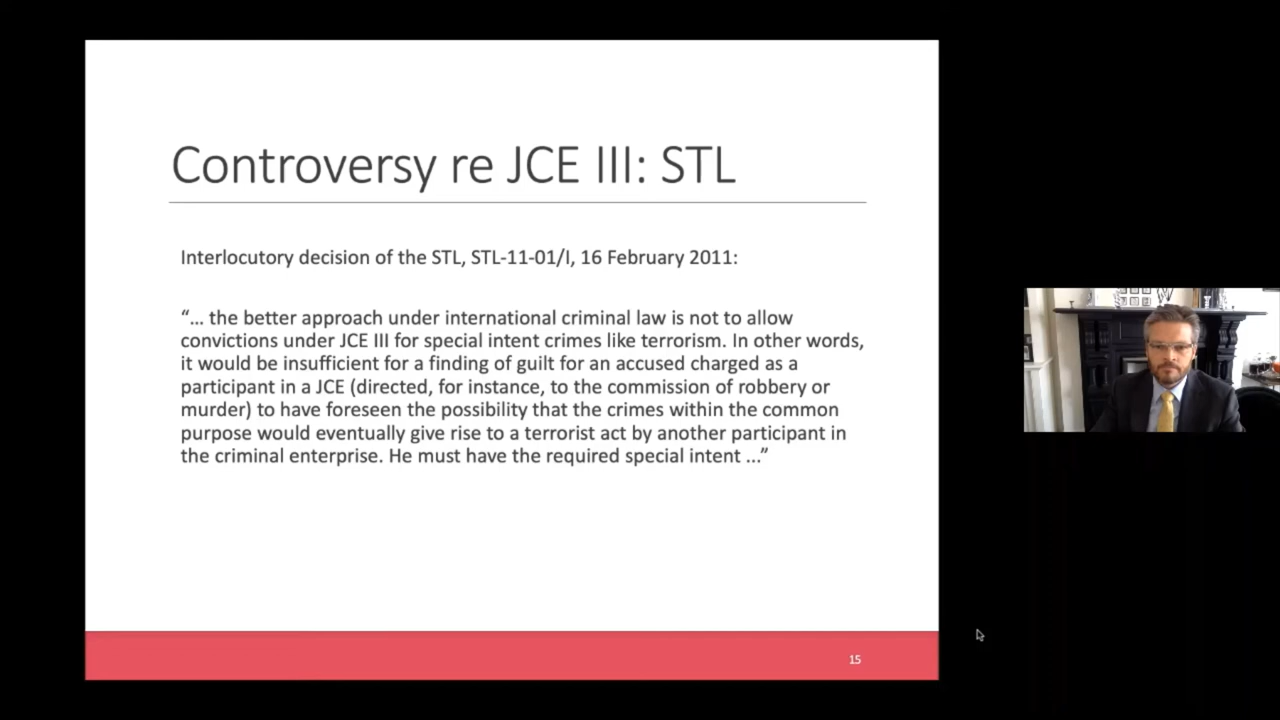 Controversy re JCE III: STL
Interlocutory decision of the STL, STL-11-01/I, 16 February 2011:
“... the better approach under international criminal law is not to allow
convictions under JCE III for special intent crimes like terrorism. In other words,
it would be insufficient for a finding of guilt for an accused charged as a
participant in a JCE (directed, for instance, to the commission of robbery or
murder) to have foreseen the possibility that the crimes within the common
purpose would eventually give rise to a terrorist act by another participant in
the criminal enterprise. He must have the required special intent ...”
15